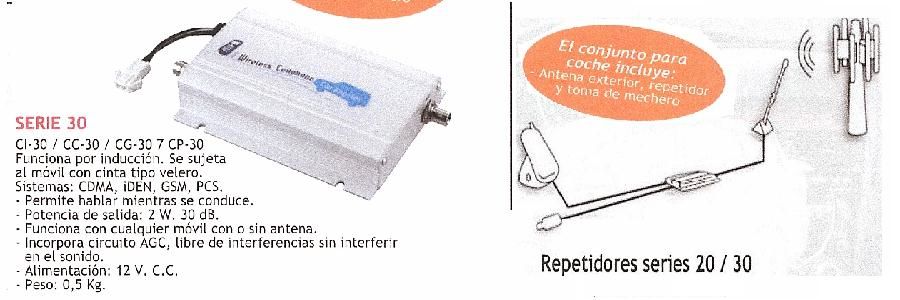 Wireless Cellphone
SERIE 30
CI-30 / CC-30 / CG-30 7 CP-30
Funciona por inducción. Se sujeta
al móvil con cinta tipo velero.
Sistemas: CDMA, iDEN, GSM, PCS.
- Permite hablar mientras se conduce.
- Potencia de salida: 2 W. 30 dB.
- Funciona con cualquier móvil con o sin antena.
- Incorpora circuito AGC, libre de interferencias sin interferir
en el sonido.
- Alimentación: 12 V. C.C.
- Peso: 0,5 Kg.
El conjunto para
coche incluye:
- Antena exterior, repetidor
y toma de mechero
Repetidores series 20 / 30